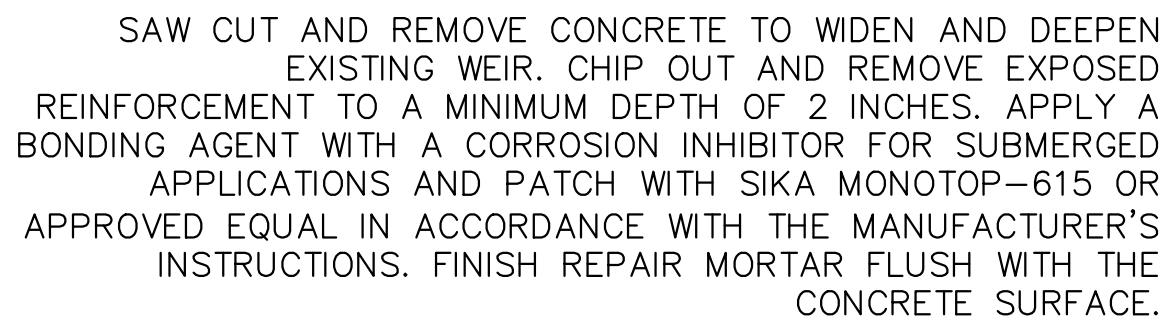 SAW CUT AND REMOVE CONCRETE TO WIDEN AND DEEPEN
EXISTING WEIR. CHIP OUT AND REMOVE EXPOSED
REINFORCEMENT TO A MINIMUM DEPTH OF 2 INCHES. APPLY A
BONDING AGENT WITH A CORROSION INHIBITOR FOR SUBMERGED
APPLICATIONS AND PATCH WITH SIKA MONOTOP–615 OR
APPROVED EQUAL IN ACCORDANCE WITH THE MANUFACTURER'S
INSTRUCTIONS. FINISH REPAIR MORTAR FLUSH WITH THE
CONCRETE SURFACE.